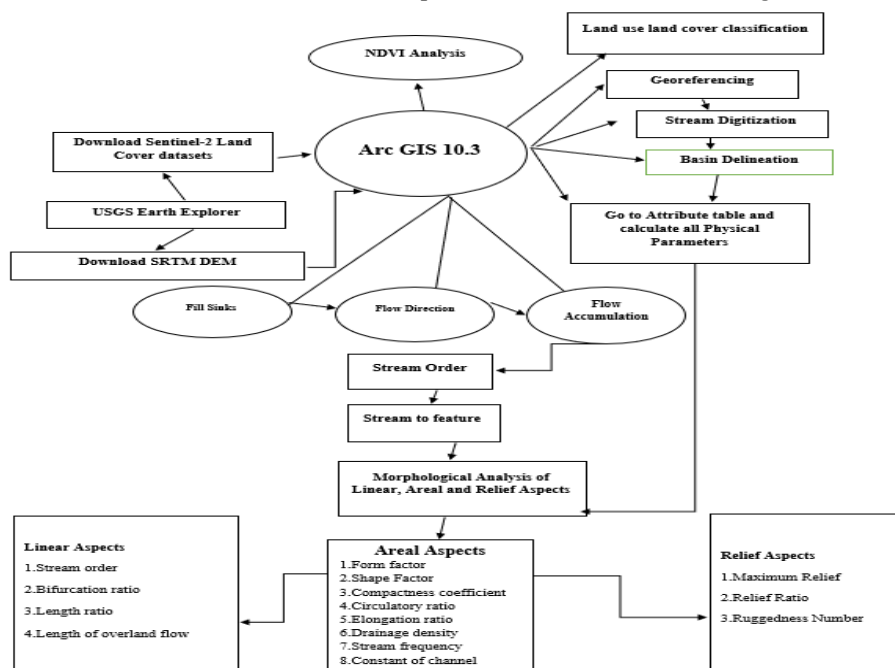 Land use land cover classification
NDVI Analysis
Georeferencing
Stream Digitization
Download Sentinel-2 Land
Cover datasets
Arc GIS 10.3
Basin Delineation
USGS Earth Explorer
Go to Attribute table and
calculate all Physical
Parameters
Download SRTM DEM
Fill Sinks
Flow Direction
Flow
Accumulation
Stream Order
Stream to feature
Morphological Analysis of
Linear, Areal and Relief Aspects
Linear Aspects
1.Stream order
2.Bifurcation ratio
3.Length ratio
4.Length of overland flow
Areal Aspects
1.Form factor
2.Shape Factor
3.Compactness coefficient
4.Circulatory ratio
5.Elongation ratio
6.Drainage density
7.Stream frequency
8.Constant of channel
Relief Aspects
1.Maximum Relief
2.Relief Ratio
3.Ruggedness Number